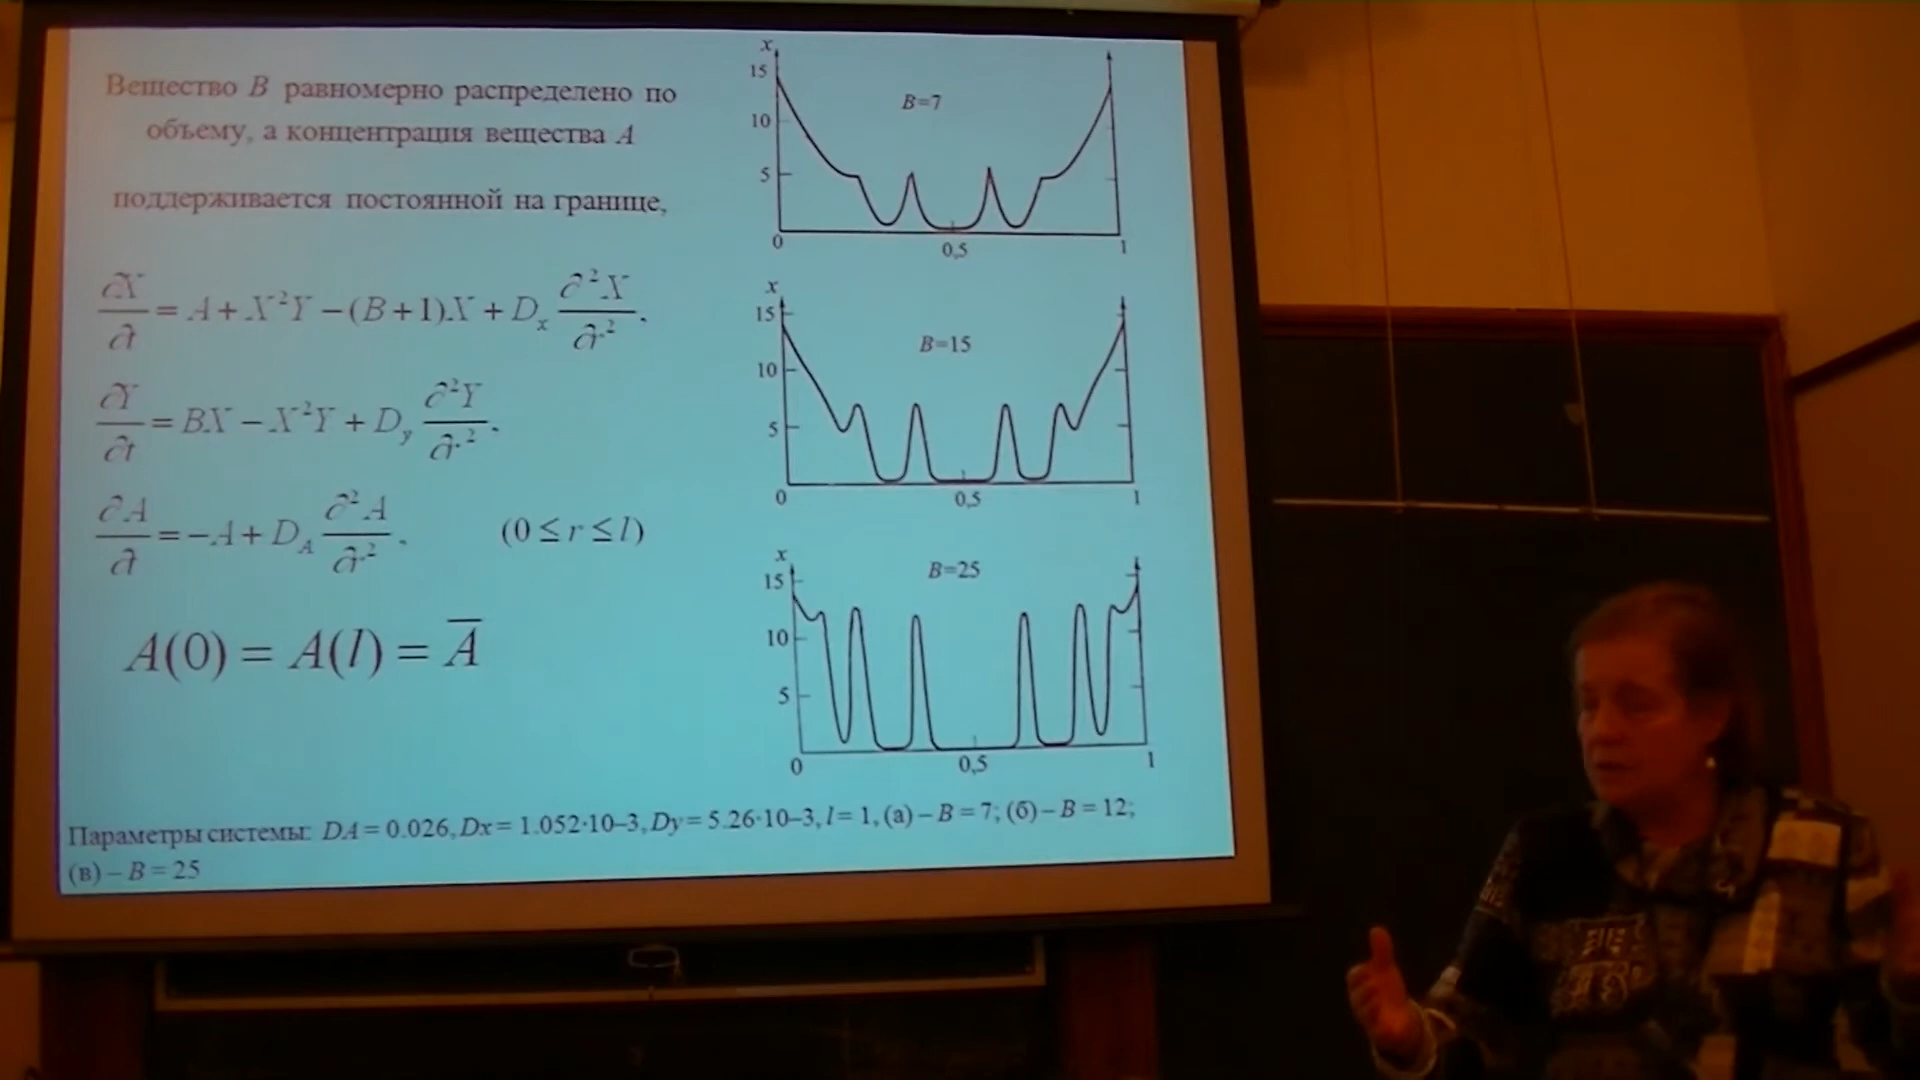 Вещество B равномерно распределено по
объему, а концентрация вещества A
поддерживается постоянной на границе,
∂X/∂t = A + X²Y − (B+1)X + Dₓ ∂²X/∂r²,
∂Y/∂t = BX − X²Y + D_y ∂²Y/∂r²,
∂A/∂t = −A + D_A ∂²A/∂r², (0 ≤ r ≤ l)
A(0) = A(l) = A̅
x
15
B=7
10
5
0 0,5 1
x
15
B=15
10
5
0 0,5 1
x
15
B=25
10
5
0 0,5 1
Параметры системы: DA = 0.026, Dx = 1.052·10–3, Dy = 5.26·10–3, l = 1, (а) – B = 7; (б) – B = 12;
(в) – B = 25